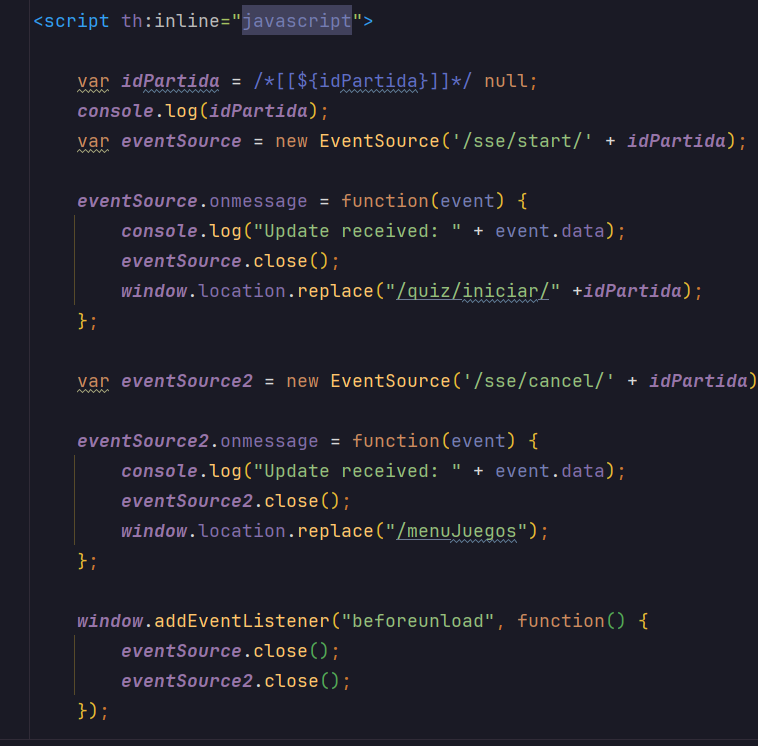 <script th:inline="javascript">
var idPartida = /*[[${idPartida}]]*/ null;
console.log(idPartida);
var eventSource = new EventSource('/sse/start/' + idPartida);
eventSource.onmessage = function(event) {
console.log("Update received: " + event.data);
eventSource.close();
window.location.replace("/quiz/iniciar/" +idPartida);
};
var eventSource2 = new EventSource('/sse/cancel/' + idPartida)
eventSource2.onmessage = function(event) {
console.log("Update received: " + event.data);
eventSource2.close();
window.location.replace("/menuJuegos");
};
window.addEventListener("beforeunload", function() {
eventSource.close();
eventSource2.close();
});